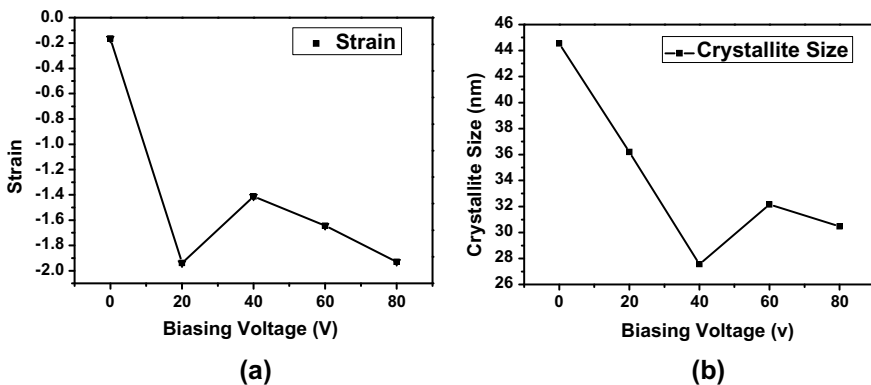 0.0
-0.2
-0.4
-0.6
-0.8
-1.0
-1.2
-1.4
-1.6
-1.8
-2.0
Strain
Strain
0 20 40 60 80
Biasing Voltage (V)
(a)
46
44
42
40
38
36
34
32
30
28
26
Crystallite Size (nm)
Crystallite Size
0 20 40 60 80
Biasing Voltage (v)
(b)